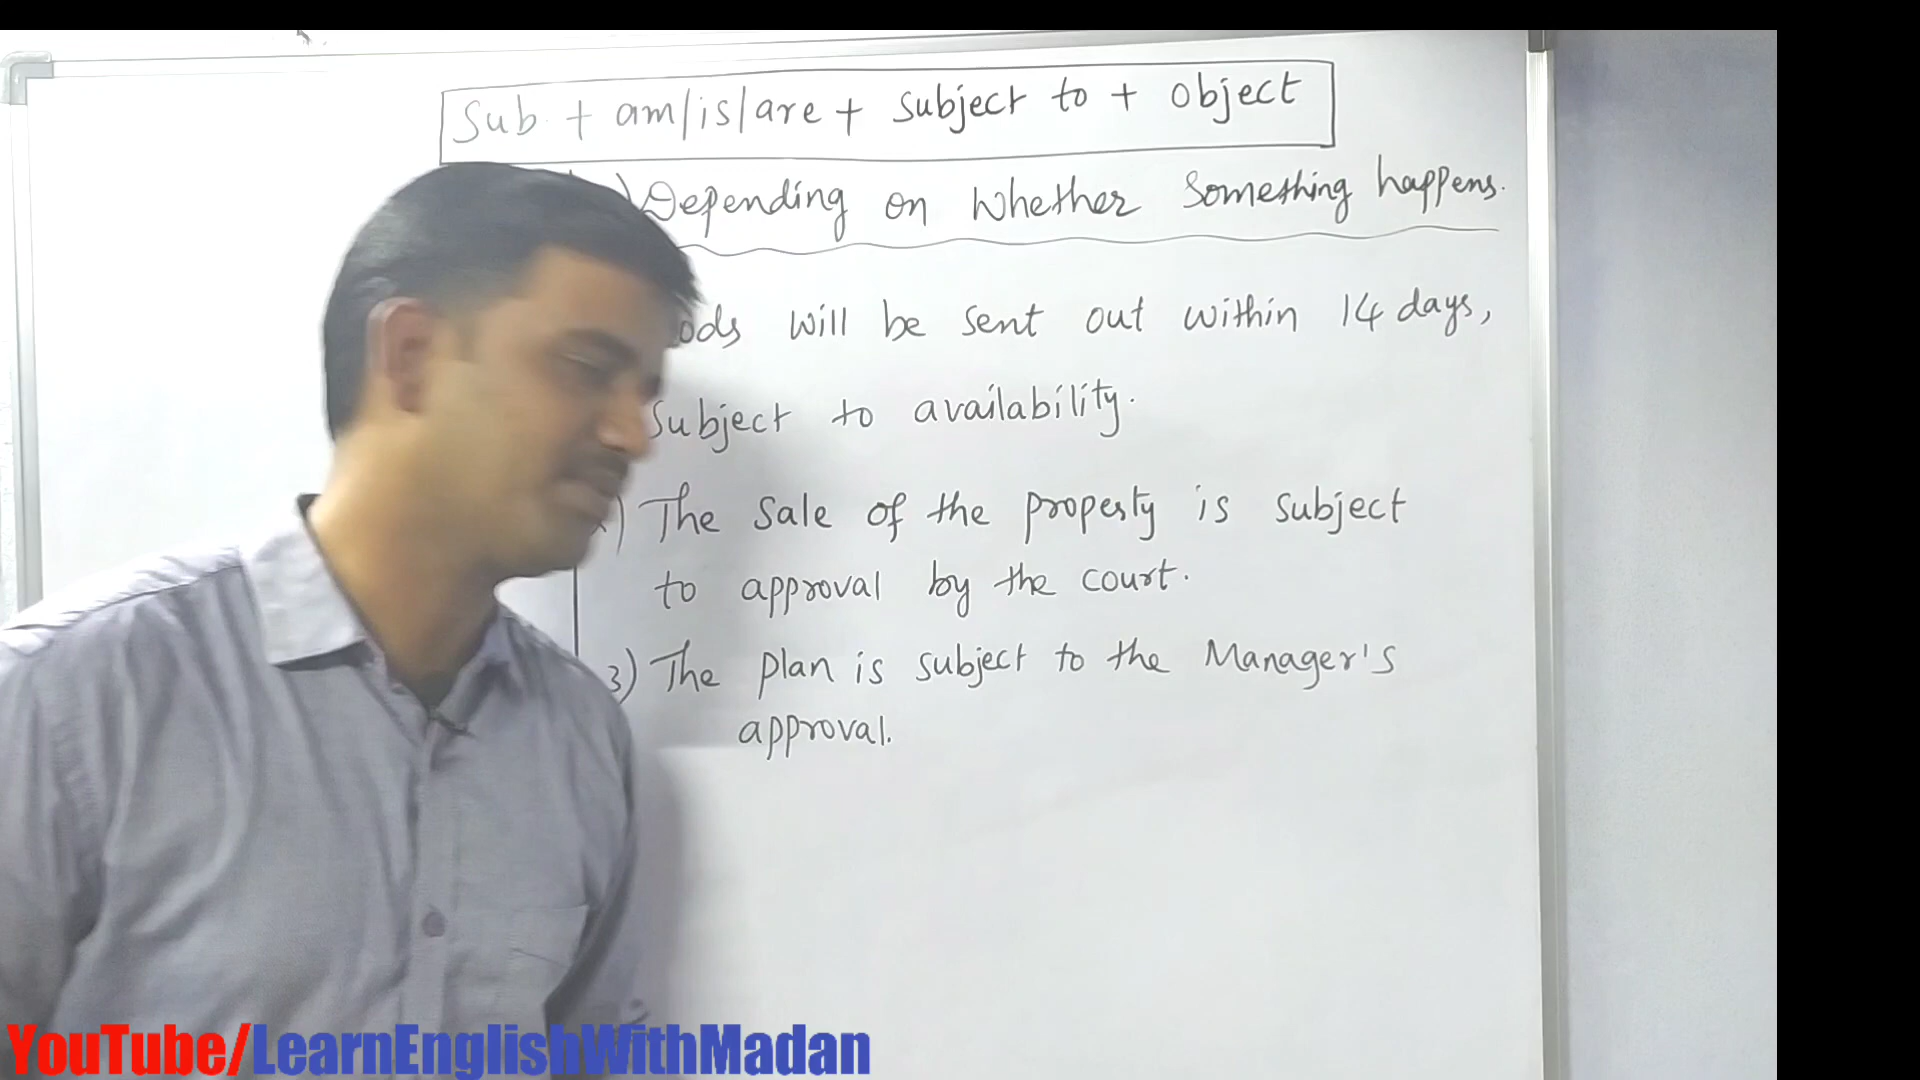 Sub. + am/is/are + subject to + object
Depending on whether something happens.
will be sent out within 14 days,
Subject to availability.
The sale of the property is subject
to approval by the court.
3) The plan is subject to the Manager's
approval.
YouTube/LearnEnglishWithMadan